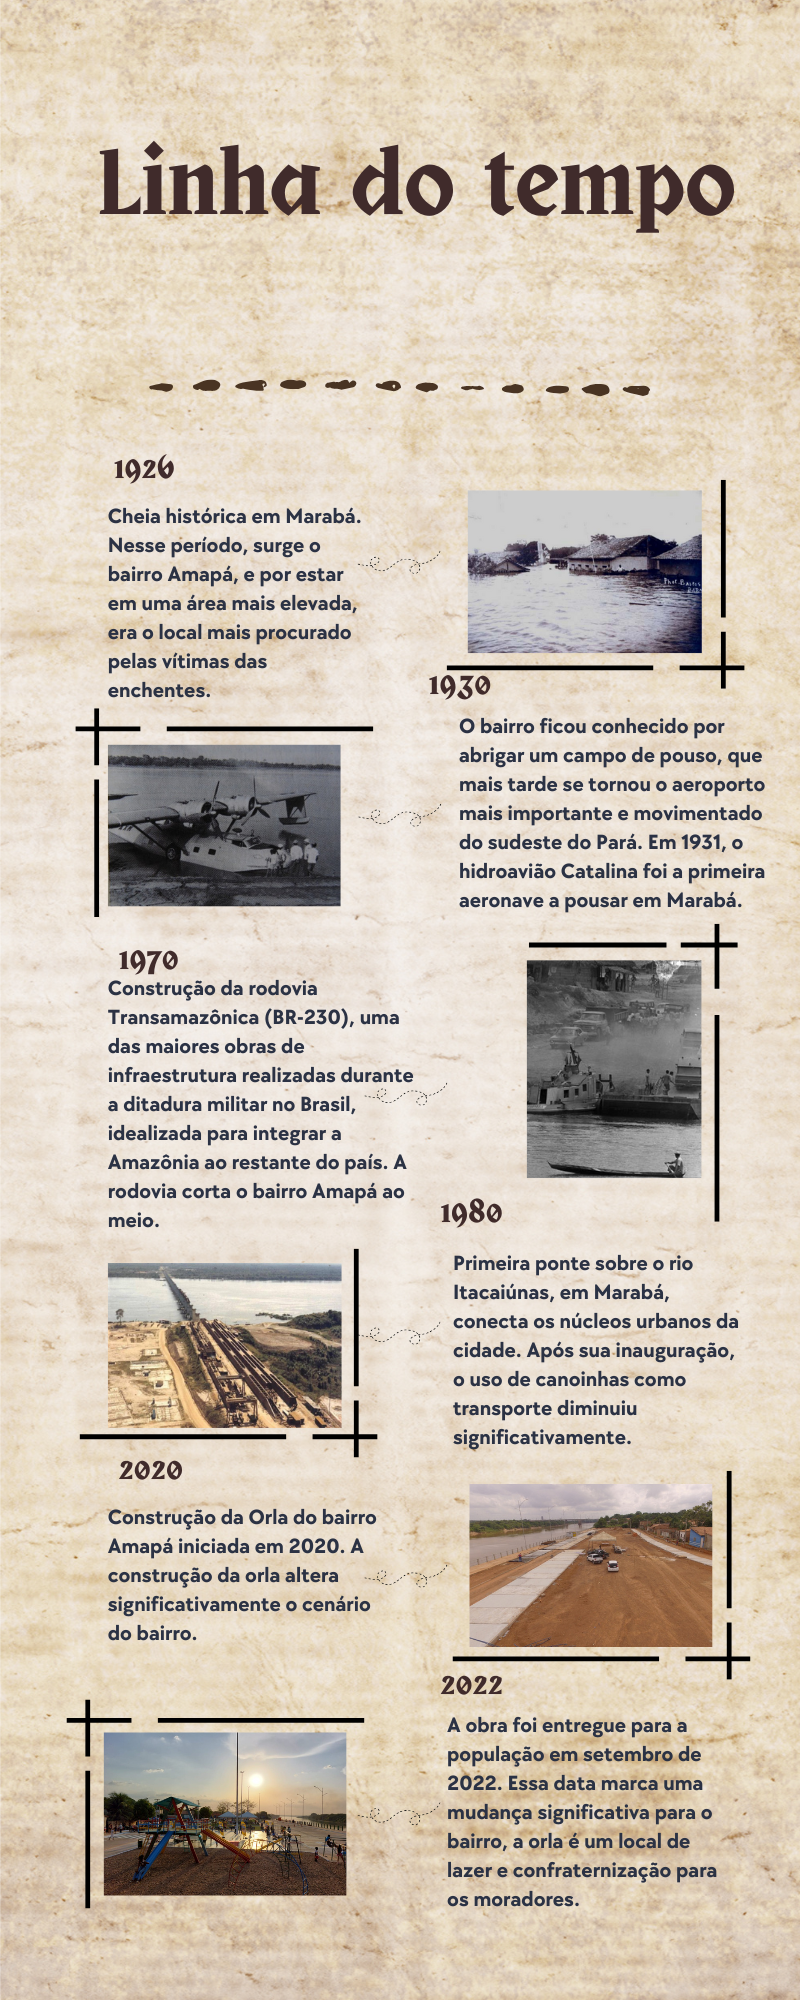 Linha do tempo
1926
Cheia histórica em Marabá.
Nesse período, surge o
bairro Amapá, e por estar
em uma área mais elevada,
era o local mais procurado
pelas vítimas das
enchentes.
1930
O bairro ficou conhecido por
abrigar um campo de pouso, que
mais tarde se tornou o aeroporto
mais importante e movimentado
do sudeste do Pará. Em 1931, o
hidroavião Catalina foi a primeira
aeronave a pousar em Marabá.
1970
Construção da rodovia
Transamazônica (BR-230), uma
das maiores obras de
infraestrutura realizadas durante
a ditadura militar no Brasil,
idealizada para integrar a
Amazônia ao restante do país. A
rodovia corta o bairro Amapá ao
meio.
1980
Primeira ponte sobre o rio
Itacaiúnas, em Marabá,
conecta os núcleos urbanos da
cidade. Após sua inauguração,
o uso de canoinhas como
transporte diminuiu
significativamente.
2020
Construção da Orla do bairro
Amapá iniciada em 2020. A
construção da orla altera
significativamente o cenário
do bairro.
2022
A obra foi entregue para a
população em setembro de
2022. Essa data marca uma
mudança significativa para o
bairro, a orla é um local de
lazer e confraternização para
os moradores.